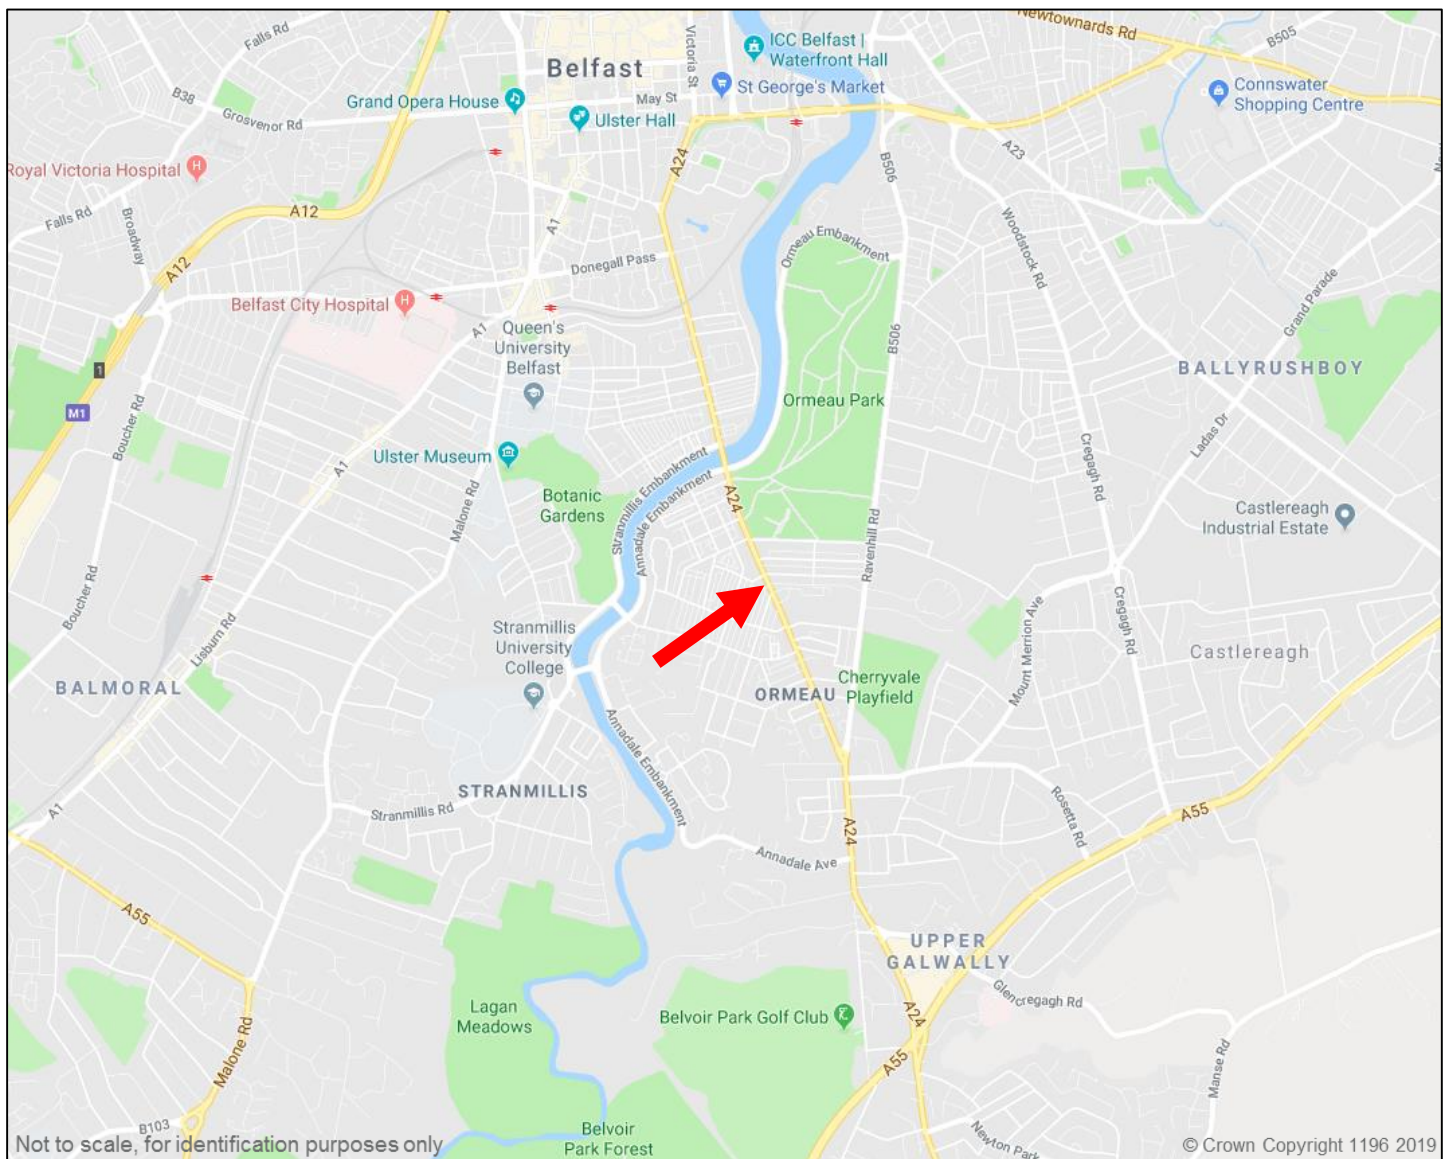 Falls Rd
Victoria St
ICC Belfast |
Waterfront Hall
Newtownards Rd
B505
Belfast
B38
Grosvenor Rd
Grand Opera House
May St
St George's Market
Ulster Hall
Connswater
Shopping Centre
Royal Victoria Hospital
A24
B506
A23
Falls Rd
Broadway
A12
A1
Woodstock Rd
Ormeau Embankment
A12
Donegall Pass
Belfast City Hospital
A1
Queen's
University
Belfast
B506
Grand Parade
1
BALLYRUSHBOY
M1
Boucher Rd
Ormeau Park
Ulster Museum
A1
Malone Rd
Stranmillis Embankment
Annadale Embankment
Cregagh Rd
Ladas Dr
Botanic
Gardens
A24
Ravenhill Rd
Castlereagh
Industrial Estate
Boucher Rd
Lisburn Rd
Stranmillis
University
College
Mount Merrion Ave
Cregagh Rd
Castlereagh
BALMORAL
ORMEAU
Cherryvale
Playfield
Annadale Embankment
STRANMILLIS
Stranmillis Rd
A1
A24
Rosetta Rd
A55
Annadale Ave
A55
UPPER
GALWALLY
Glencregagh Rd
Lagan
Meadows
Belvoir Park Golf Club
A24
A55
Malone Rd
Manse Rd
B103
Belvoir
Park Forest
Newton Park
Not to scale, for identification purposes only
© Crown Copyright 1196 2019